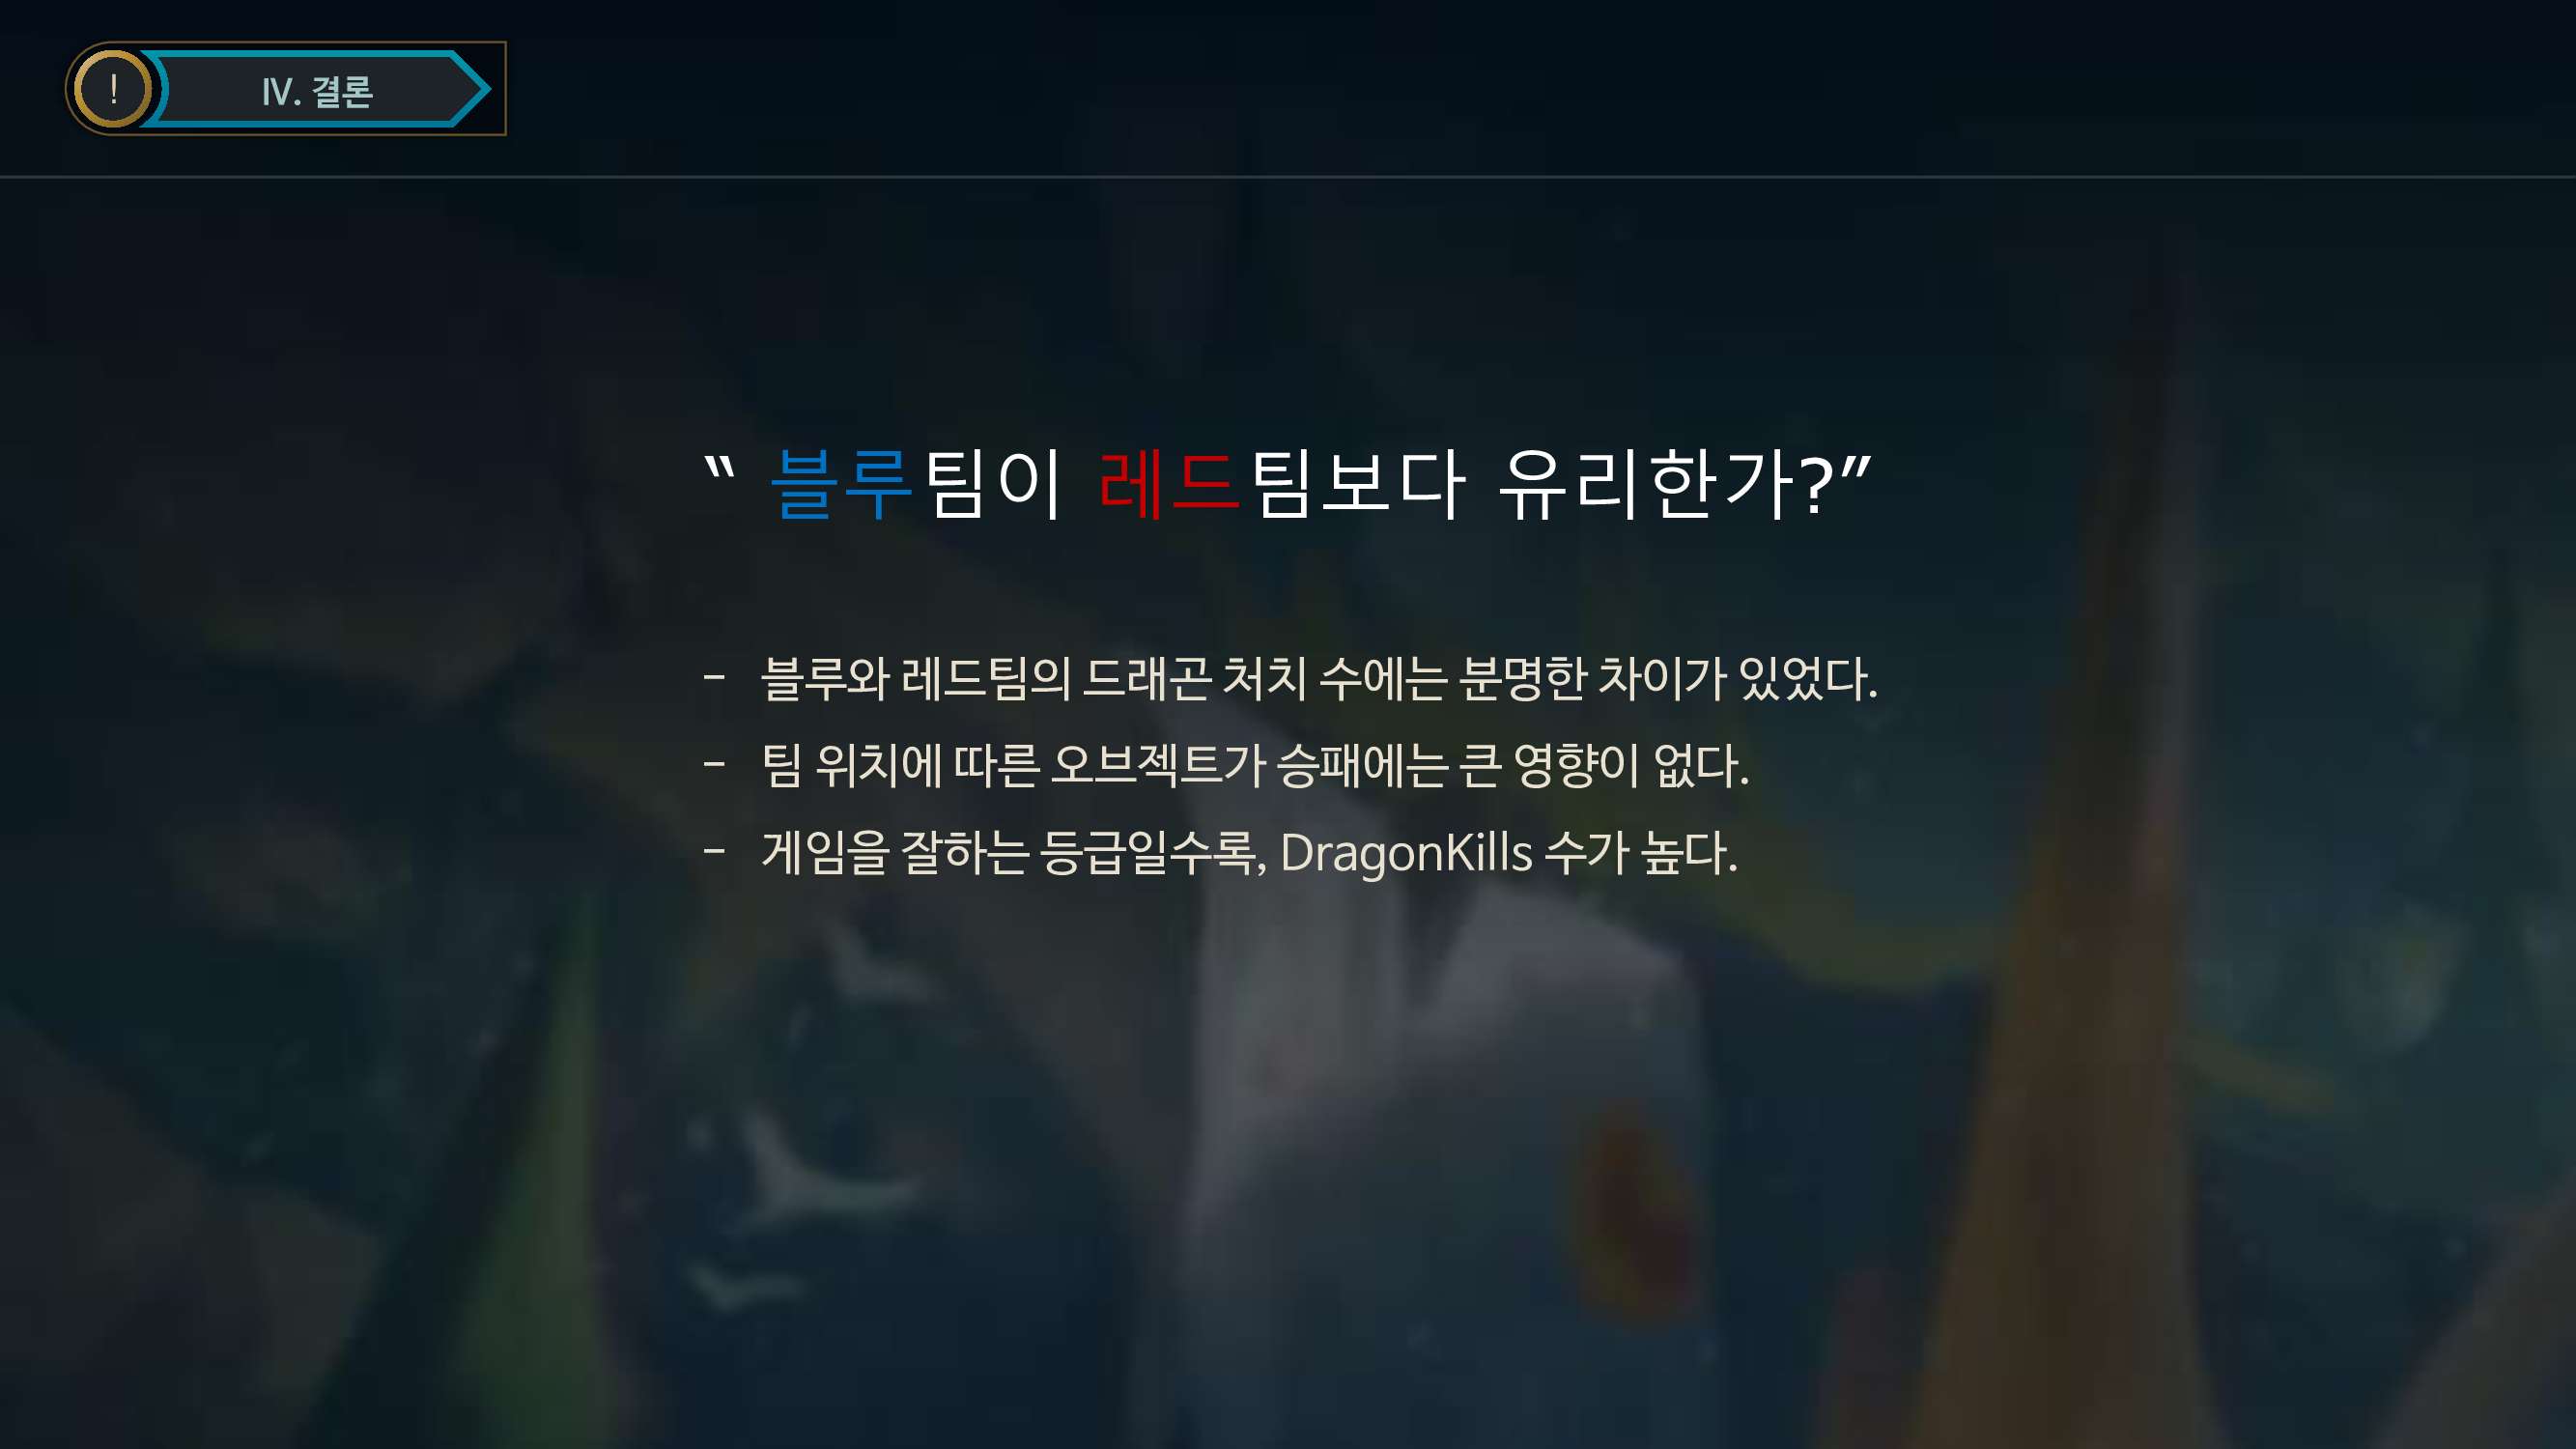 !
Ⅳ. 결론
“ 블루팀이 레드팀보다 유리한가?”
- 블루와 레드팀의 드래곤 처치 수에는 분명한 차이가 있었다.
- 팀 위치에 따른 오브젝트가 승패에는 큰 영향이 없다.
- 게임을 잘하는 등급일수록, DragonKills 수가 높다.